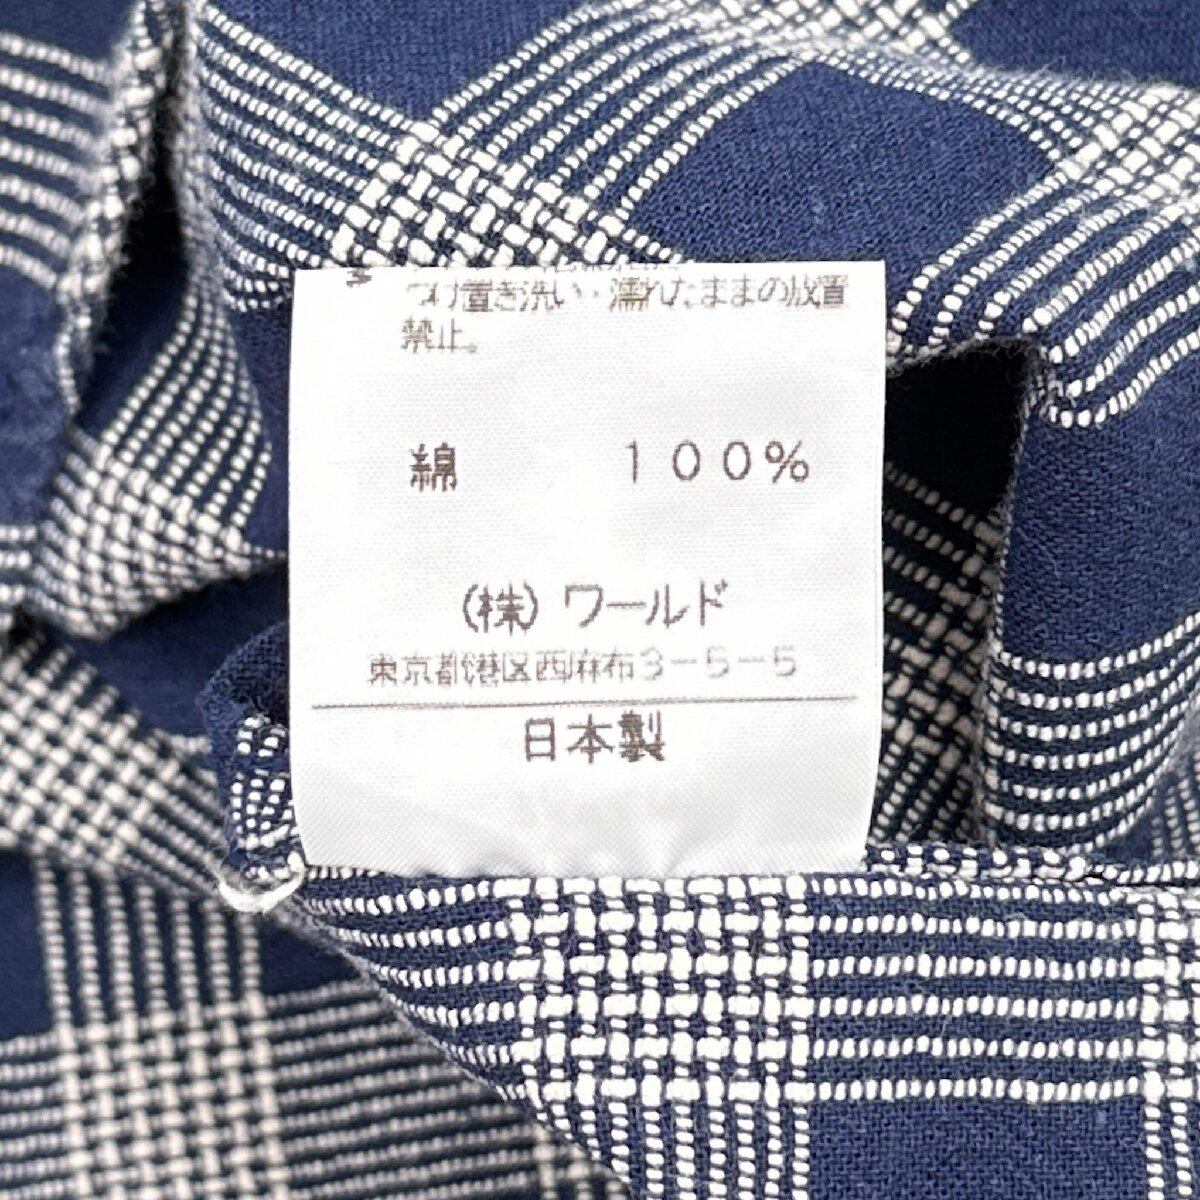 つけ置き洗い・濡れたままの放置
禁止。
綿 100%
(株) ワールド
東京都港区西麻布3-5-5
日本製